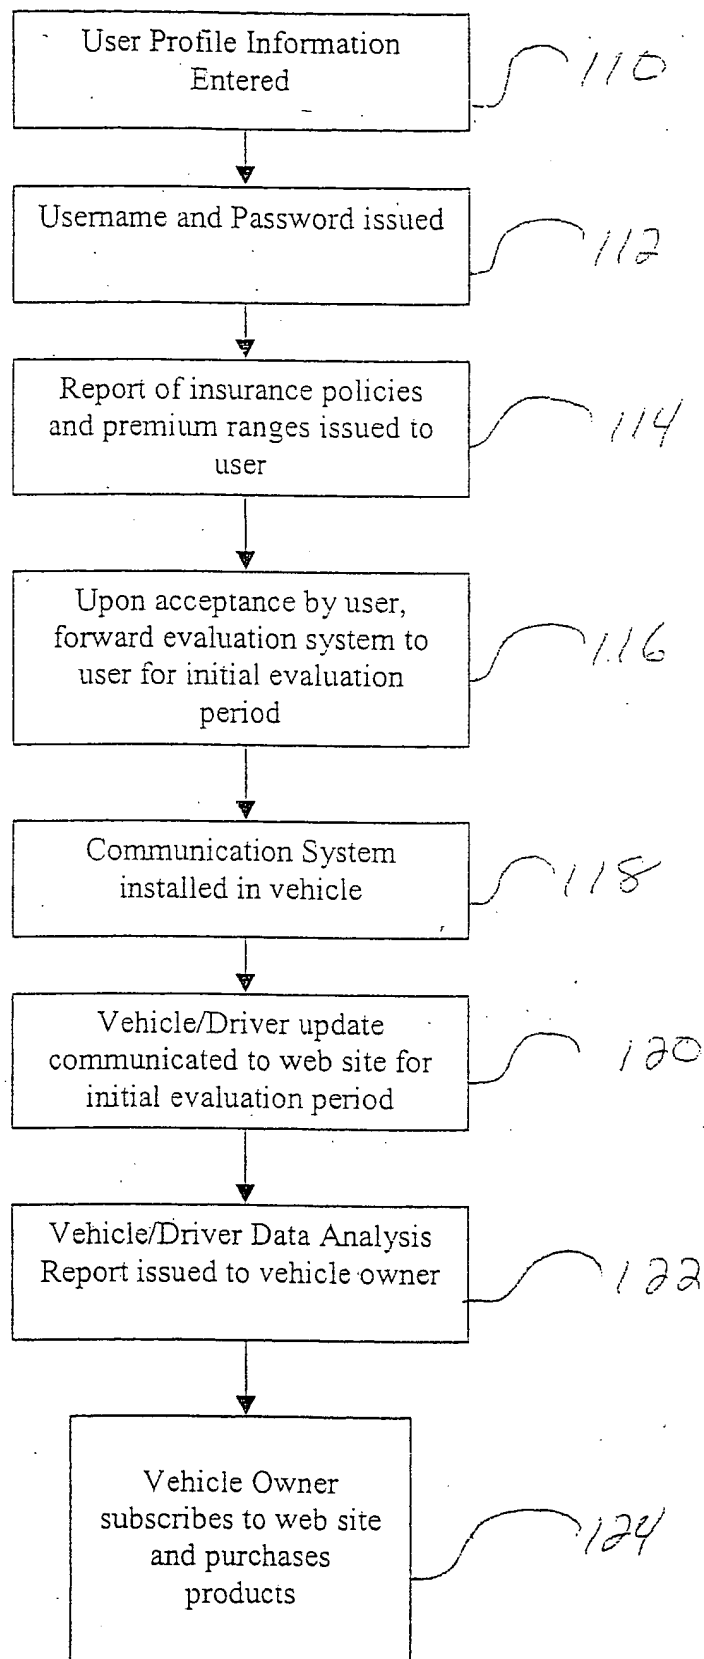 User Profile Information
Entered
110
Username and Password issued
112
Report of insurance policies
and premium ranges issued to
user
114
Upon acceptance by user,
forward evaluation system to
user for initial evaluation
period
116
Communication System
installed in vehicle
118
Vehicle/Driver update
communicated to web site for
initial evaluation period
120
Vehicle/Driver Data Analysis
Report issued to vehicle owner
122
Vehicle Owner
subscribes to web site
and purchases
products
124